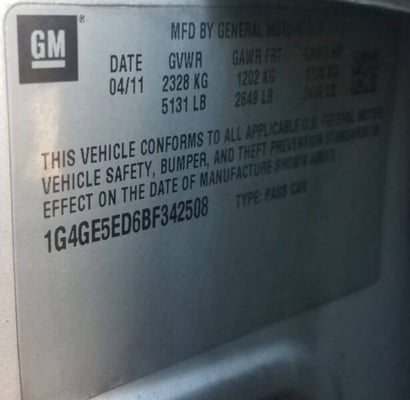 GM
MFD BY GENERAL MOTORS
DATE GVWR GAWR FRT GAWR RR
04/11 2328 KG 1202 KG
5131 LB 2649 LB
THIS VEHICLE CONFORMS TO ALL APPLICABLE U.S. FEDERAL MOTOR
VEHICLE SAFETY, BUMPER, AND THEFT PREVENTION STANDARDS IN
EFFECT ON THE DATE OF MANUFACTURE SHOWN ABOVE.
1G4GE5ED6BF342508 TYPE: PASS CAR